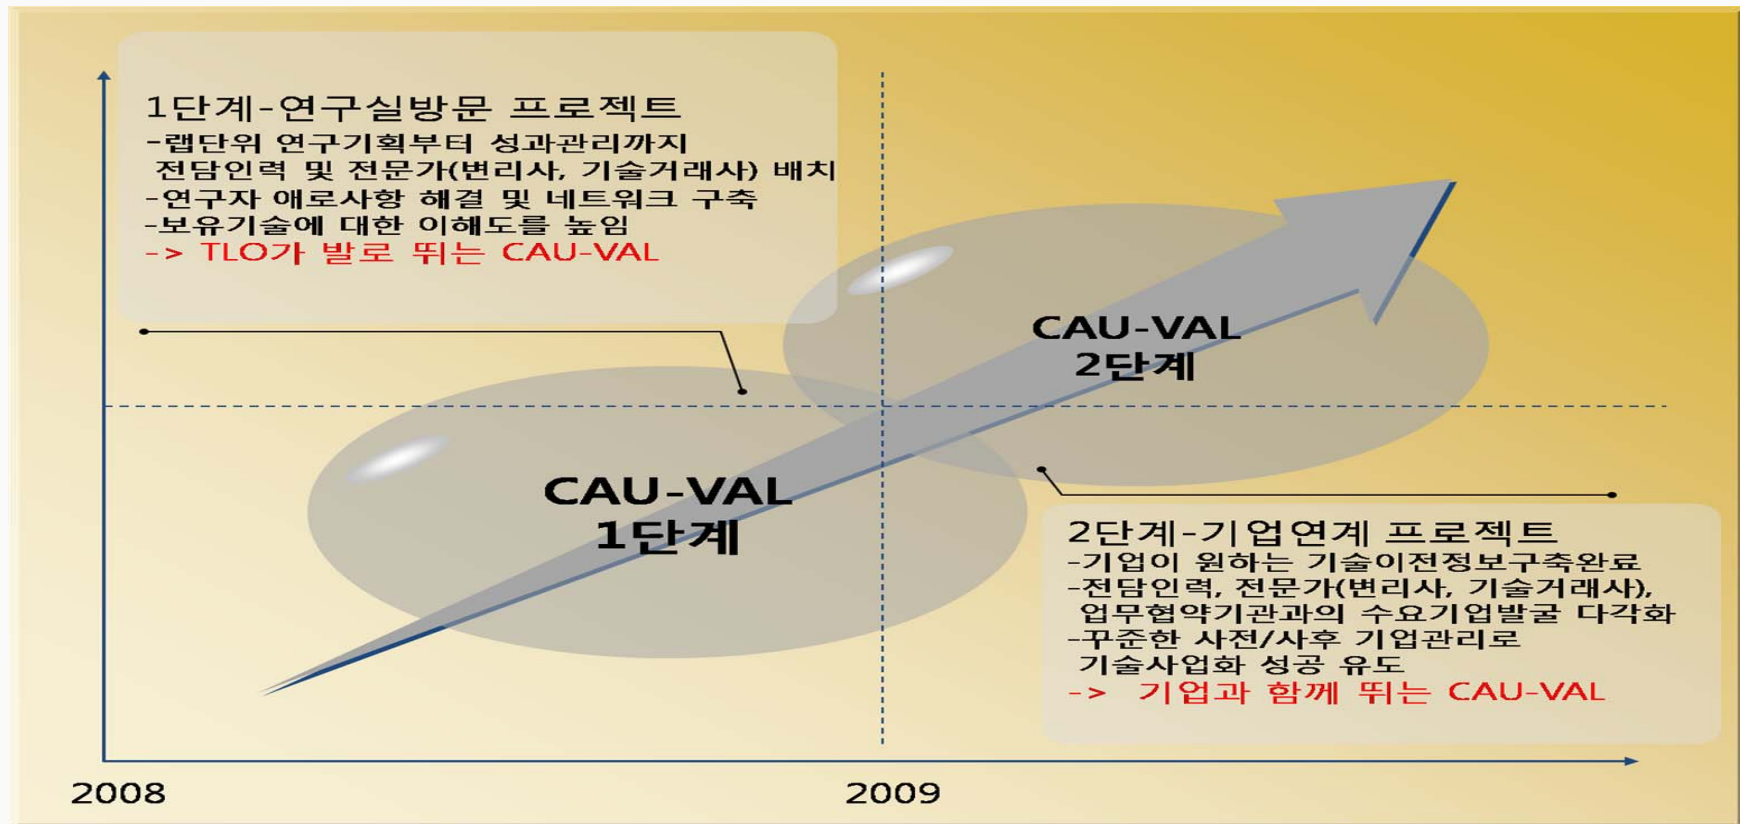 1단계-연구실방문 프로젝트
-랩단위 연구기획부터 성과관리까지
전담인력 및 전문가(변리사, 기술거래사) 배치
-연구자 애로사항 해결 및 네트워크 구축
-보유기술에 대한 이해도를 높임
-> TLO가 발로 뛰는 CAU-VAL
CAU-VAL
2단계
CAU-VAL
1단계
2단계-기업연계 프로젝트
-기업이 원하는 기술이전정보구축완료
-전담인력, 전문가(변리사, 기술거래사),
업무협약기관과의 수요기업발굴 다각화
-꾸준한 사전/사후 기업관리로
기술사업화 성공 유도
-> 기업과 함께 뛰는 CAU-VAL
2008
2009